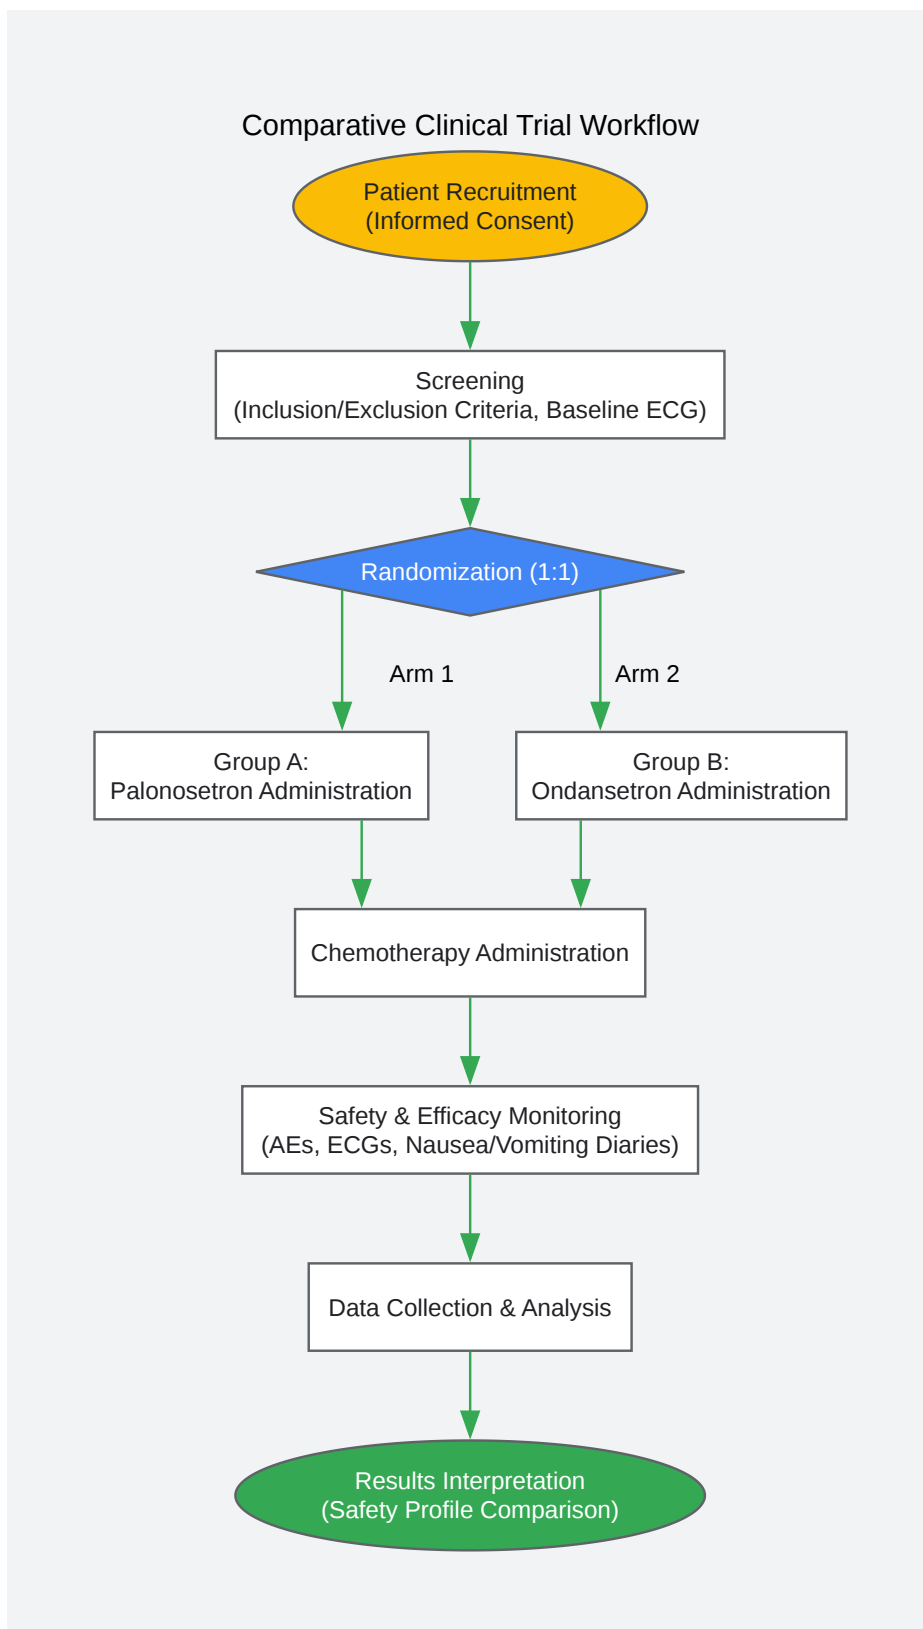 Comparative Clinical Trial Workflow
Patient Recruitment
(Informed Consent)
Screening
(Inclusion/Exclusion Criteria, Baseline ECG)
Randomization (1:1)
Arm 1
Arm 2
Group A:
Palonosetron Administration
Group B:
Ondansetron Administration
Chemotherapy Administration
Safety & Efficacy Monitoring
(AEs, ECGs, Nausea/Vomiting Diaries)
Data Collection & Analysis
Results Interpretation
(Safety Profile Comparison)